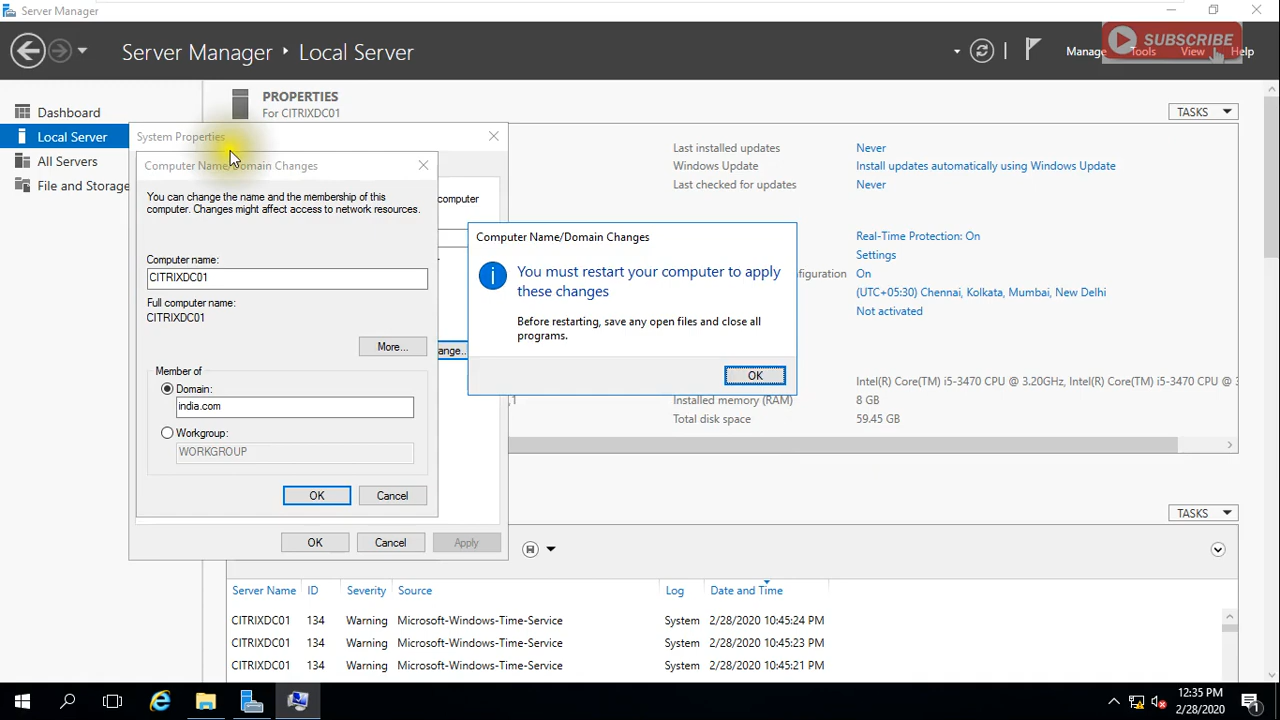 Server Manager
Server Manager ‣ Local Server
Manage
Tools
View
Help
SUBSCRIBE
Dashboard
Local Server
All Servers
File and Storage
PROPERTIES
For CITRIXDC01
TASKS
System Properties
computer
Computer Name/Domain Changes
You can change the name and the membership of this
computer. Changes might affect access to network resources.
Computer name:
CITRIXDC01
Full computer name:
CITRIXDC01
More...
Member of
Domain:
india.com
Workgroup:
WORKGROUP
OK
Cancel
ange..
OK
Cancel
Apply
Computer Name/Domain Changes
You must restart your computer to apply
these changes
Before restarting, save any open files and close all
programs.
OK
Last installed updates Never
Windows Update Install updates automatically using Windows Update
Last checked for updates Never
Real-Time Protection: On
Settings
nfiguration On
(UTC+05:30) Chennai, Kolkata, Mumbai, New Delhi
Not activated
Intel(R) Core(TM) i5-3470 CPU @ 3.20GHz, Intel(R) Core(TM) i5-3470 CPU @ 3
,1 Installed memory (RAM) 8 GB
Total disk space 59.45 GB
TASKS
Server Name ID Severity Source Log Date and Time
CITRIXDC01 134 Warning Microsoft-Windows-Time-Service System 2/28/2020 10:45:24 PM
CITRIXDC01 134 Warning Microsoft-Windows-Time-Service System 2/28/2020 10:45:23 PM
CITRIXDC01 134 Warning Microsoft-Windows-Time-Service System 2/28/2020 10:45:21 PM
12:35 PM
2/28/2020
1